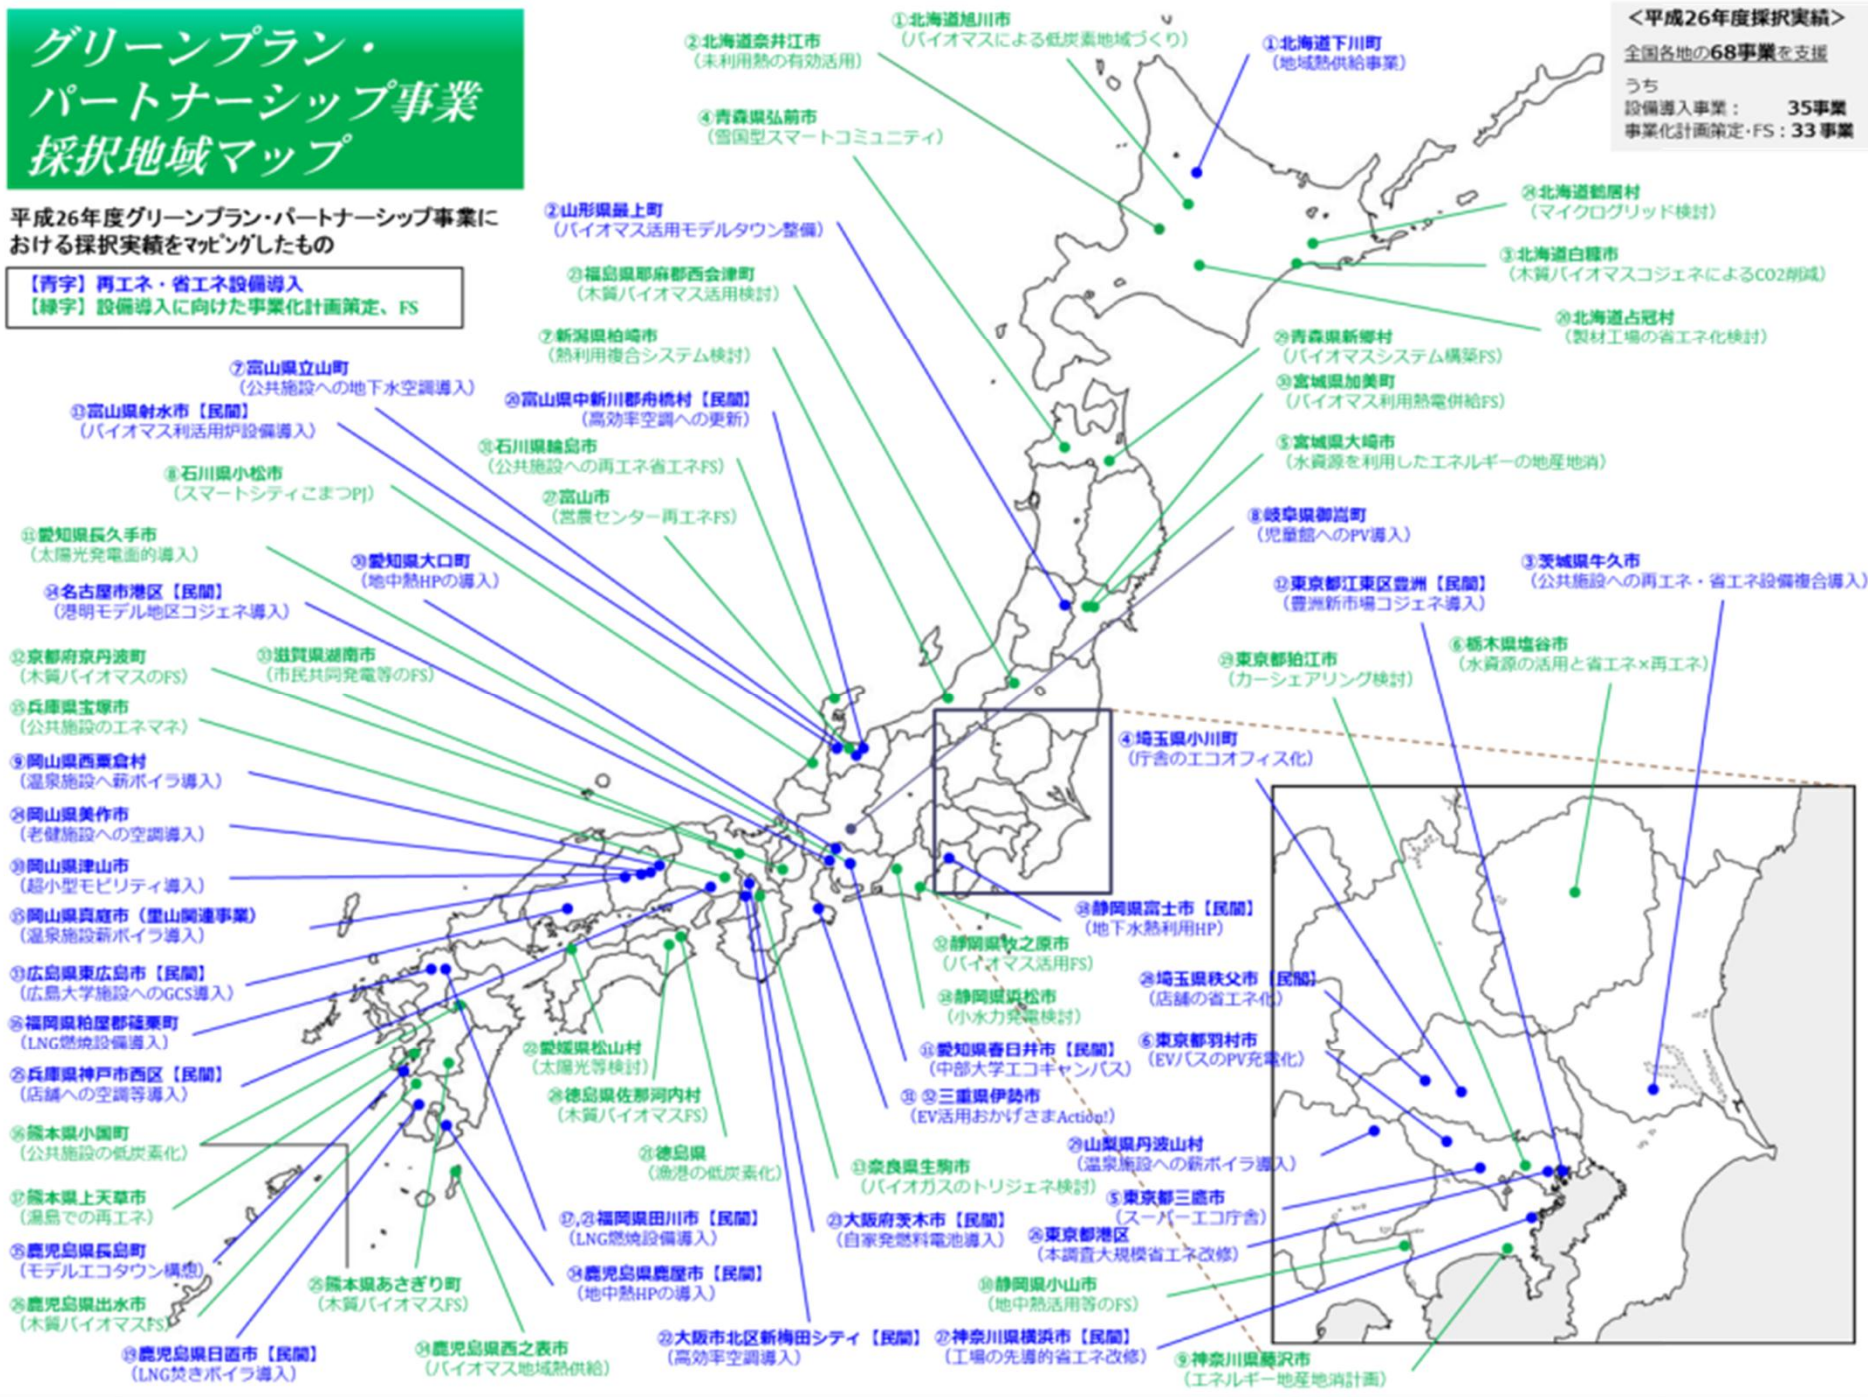 グリーンプラン・
パートナーシップ事業
採択地域マップ
平成26年度グリーンプラン・パートナーシップ事業に
おける採択実績をマッピングしたもの
【青字】再エネ・省エネ設備導入
【緑字】設備導入に向けた事業化計画策定、FS
＜平成26年度採択実績＞
全国各地の68事業を支援
うち
設備導入事業： 35事業
事業化計画策定・FS：33事業
①北海道旭川市
（バイオマスによる低炭素地域づくり）
②北海道奈井江市
（未利用熱の有効活用）
①北海道下川町
（地域熱供給事業）
④青森県弘前市
（雪国型スマートコミュニティ）
②山形県最上町
（バイオマス活用モデルタウン整備）
㉔北海道鶴居村
（マイクログリッド検討）
③北海道白糠市
（木質バイオマスコジェネによるCO2削減）
⑳北海道占冠村
（製材工場の省エネ化検討）
福島県耶麻郡西会津町
（木質バイオマス活用検討）
⑦新潟県柏崎市
（熱利用複合システム検討）
㉙青森県新郷村
（バイオマスシステム構築FS）
㉚宮城県加美町
（バイオマス利用熱電併給FS）
⑤宮城県大崎市
（水資源を利用したエネルギーの地産地消）
⑦富山県立山町
（公共施設への地下水空調導入）
⑬富山県射水市【民間】
（バイオマス利活用炉設備導入）
⑳富山県中新川郡舟橋村【民間】
（高効率空調への更新）
㉛石川県輪島市
（公共施設への再エネ省エネFS）
⑧石川県小松市
（スマートシティこまつPJ）
㉗富山市
（営農センター再エネFS）
⑧岐阜県御嵩町
（児童館へのPV導入）
⑪愛知県長久手市
（太陽光発電面的導入）
㉚愛知県大口町
（地中熱HPの導入）
⑭名古屋市港区【民間】
（港明モデル地区コジェネ導入）
⑫東京都江東区豊洲【民間】
（豊洲新市場コジェネ導入）
③茨城県牛久市
（公共施設への再エネ・省エネ設備複合導入）
⑥栃木県塩谷市
（水資源の活用と省エネ×再エネ）
⑲東京都狛江市
（カーシェアリング検討）
⑫京都府京丹波町
（木質バイオマスのFS）
㉝滋賀県湖南市
（市民共同発電等のFS）
⑮兵庫県宝塚市
（公共施設のエネマネ）
④埼玉県小川町
（庁舎のエコオフィス化）
⑨岡山県西粟倉村
（温泉施設へ薪ボイラ導入）
岡山県美作市
（老健施設への空調導入）
岡山県津山市
（超小型モビリティ導入）
⑮岡山県真庭市（里山関連事業）
（温泉施設薪ボイラ導入）
㉝広島県東広島市【民間】
（広島大学施設へのGCS導入）
⑯福岡県粕屋郡篠栗町
（LNG燃焼設備導入）
㉕兵庫県神戸市西区【民間】
（店舗への空調等導入）
⑱静岡県富士市【民間】
（地下水熱利用HP）
㉜静岡県牧之原市
（バイオマス活用FS）
⑱静岡県浜松市
（小水力発電検討）
㉘埼玉県秩父市【民間】
（店舗の省エネ化）
⑥東京都羽村市
（EVバスのPV充電化）
⑪愛知県春日井市【民間】
（中部大学エコキャンパス）
㉛㉜三重県伊勢市
（EV活用おかげさまAction!）
㉒愛媛県松山村
（太陽光等検討）
㉘徳島県佐那河内村
（木質バイオマスFS）
㉑徳島県
（漁港の低炭素化）
⑬奈良県生駒市
（バイオガスのトリジェネ検討）
㉙山梨県丹波山村
（温泉施設への薪ボイラ導入）
⑤東京都三鷹市
（スーパーエコ庁舎）
㉖東京都港区
（本調査大規模省エネ改修）
⑯熊本県小国町
（公共施設の低炭素化）
⑰熊本県上天草市
（湯島での再エネ）
㉟鹿児島県長島町
（モデルエコタウン構想）
㉖鹿児島県出水市
（木質バイオマスFS）
⑲鹿児島県日置市【民間】
（LNG焚きボイラ導入）
㉕熊本県あさぎり町
（木質バイオマスFS）
⑰,㉑福岡県田川市【民間】
（LNG燃焼設備導入）
㉞鹿児島県鹿屋市【民間】
（地中熱HPの導入）
㉓大阪府茨木市【民間】
（自家発燃料電池導入）
⑩静岡県小山市
（地中熱活用等のFS）
鹿児島県西之表市
（バイオマス地域熱供給）
㉒大阪市北区新梅田シティ【民間】
（高効率空調導入）
㉗神奈川県横浜市【民間】
（工場の先導的省エネ改修）
⑨神奈川県藤沢市
（エネルギー地産地消計画）